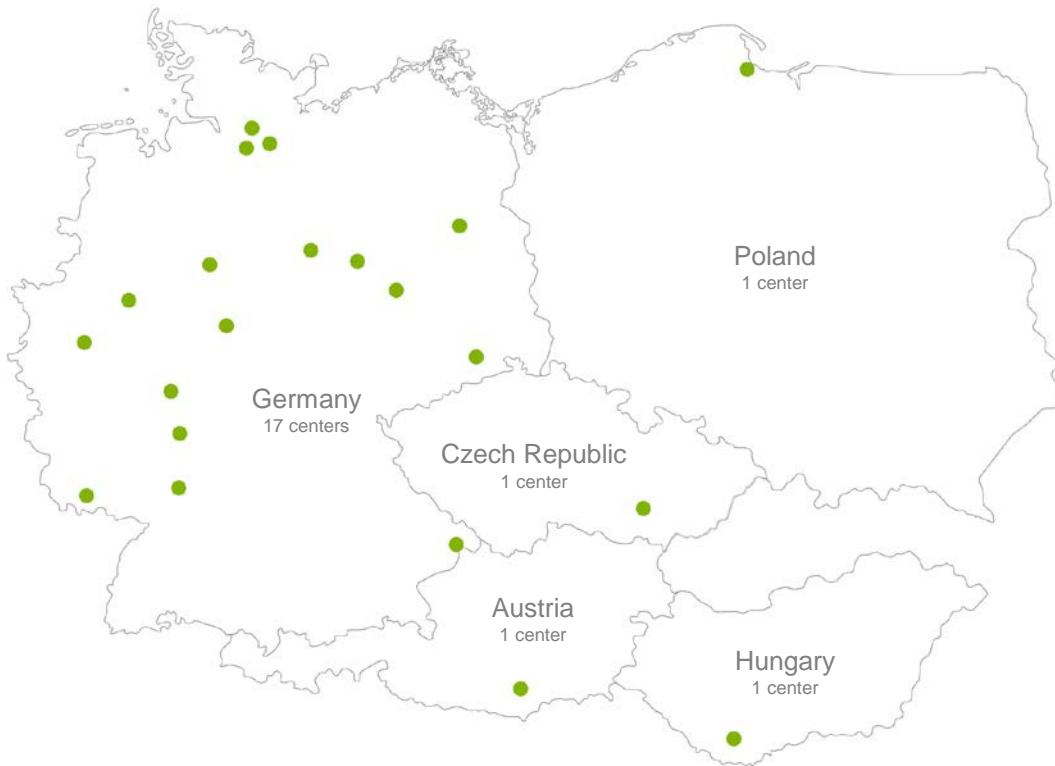 Poland
1 center
Germany
17 centers
Czech Republic
1 center
Austria
1 center
Hungary
1 center